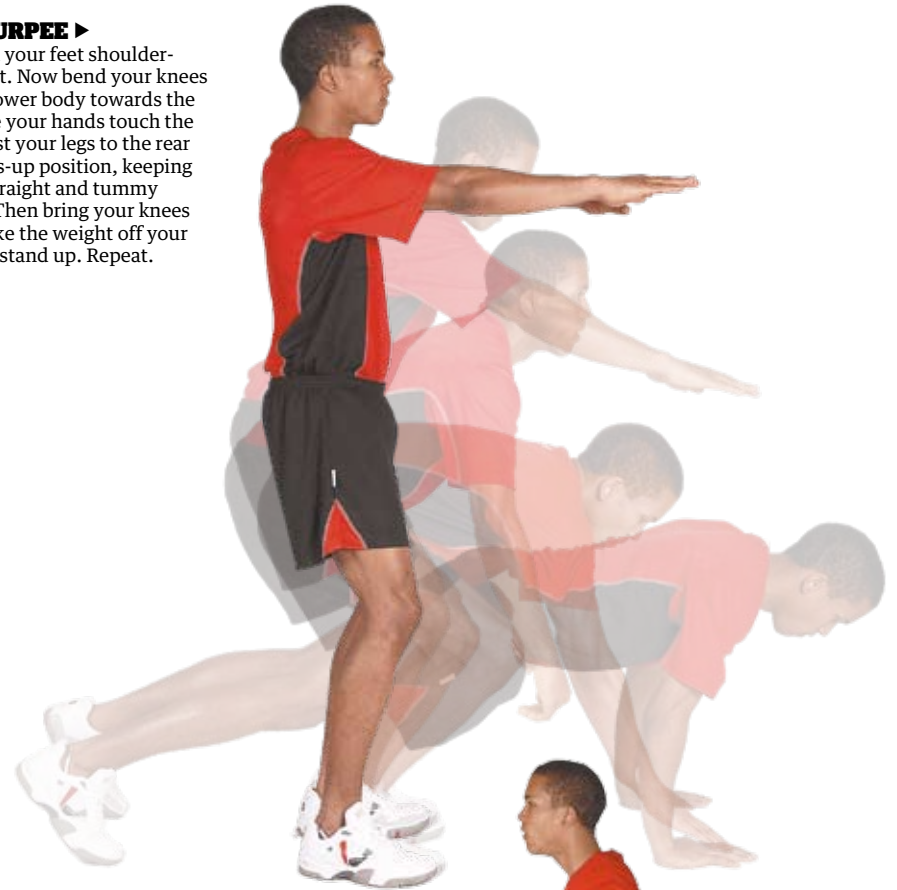 URPEE ▶
your feet shoulder-
t. Now bend your knees
ower body towards the
your hands touch the
st your legs to the rear
s-up position, keeping
raight and tummy
Then bring your knees
ke the weight off your
stand up. Repeat.